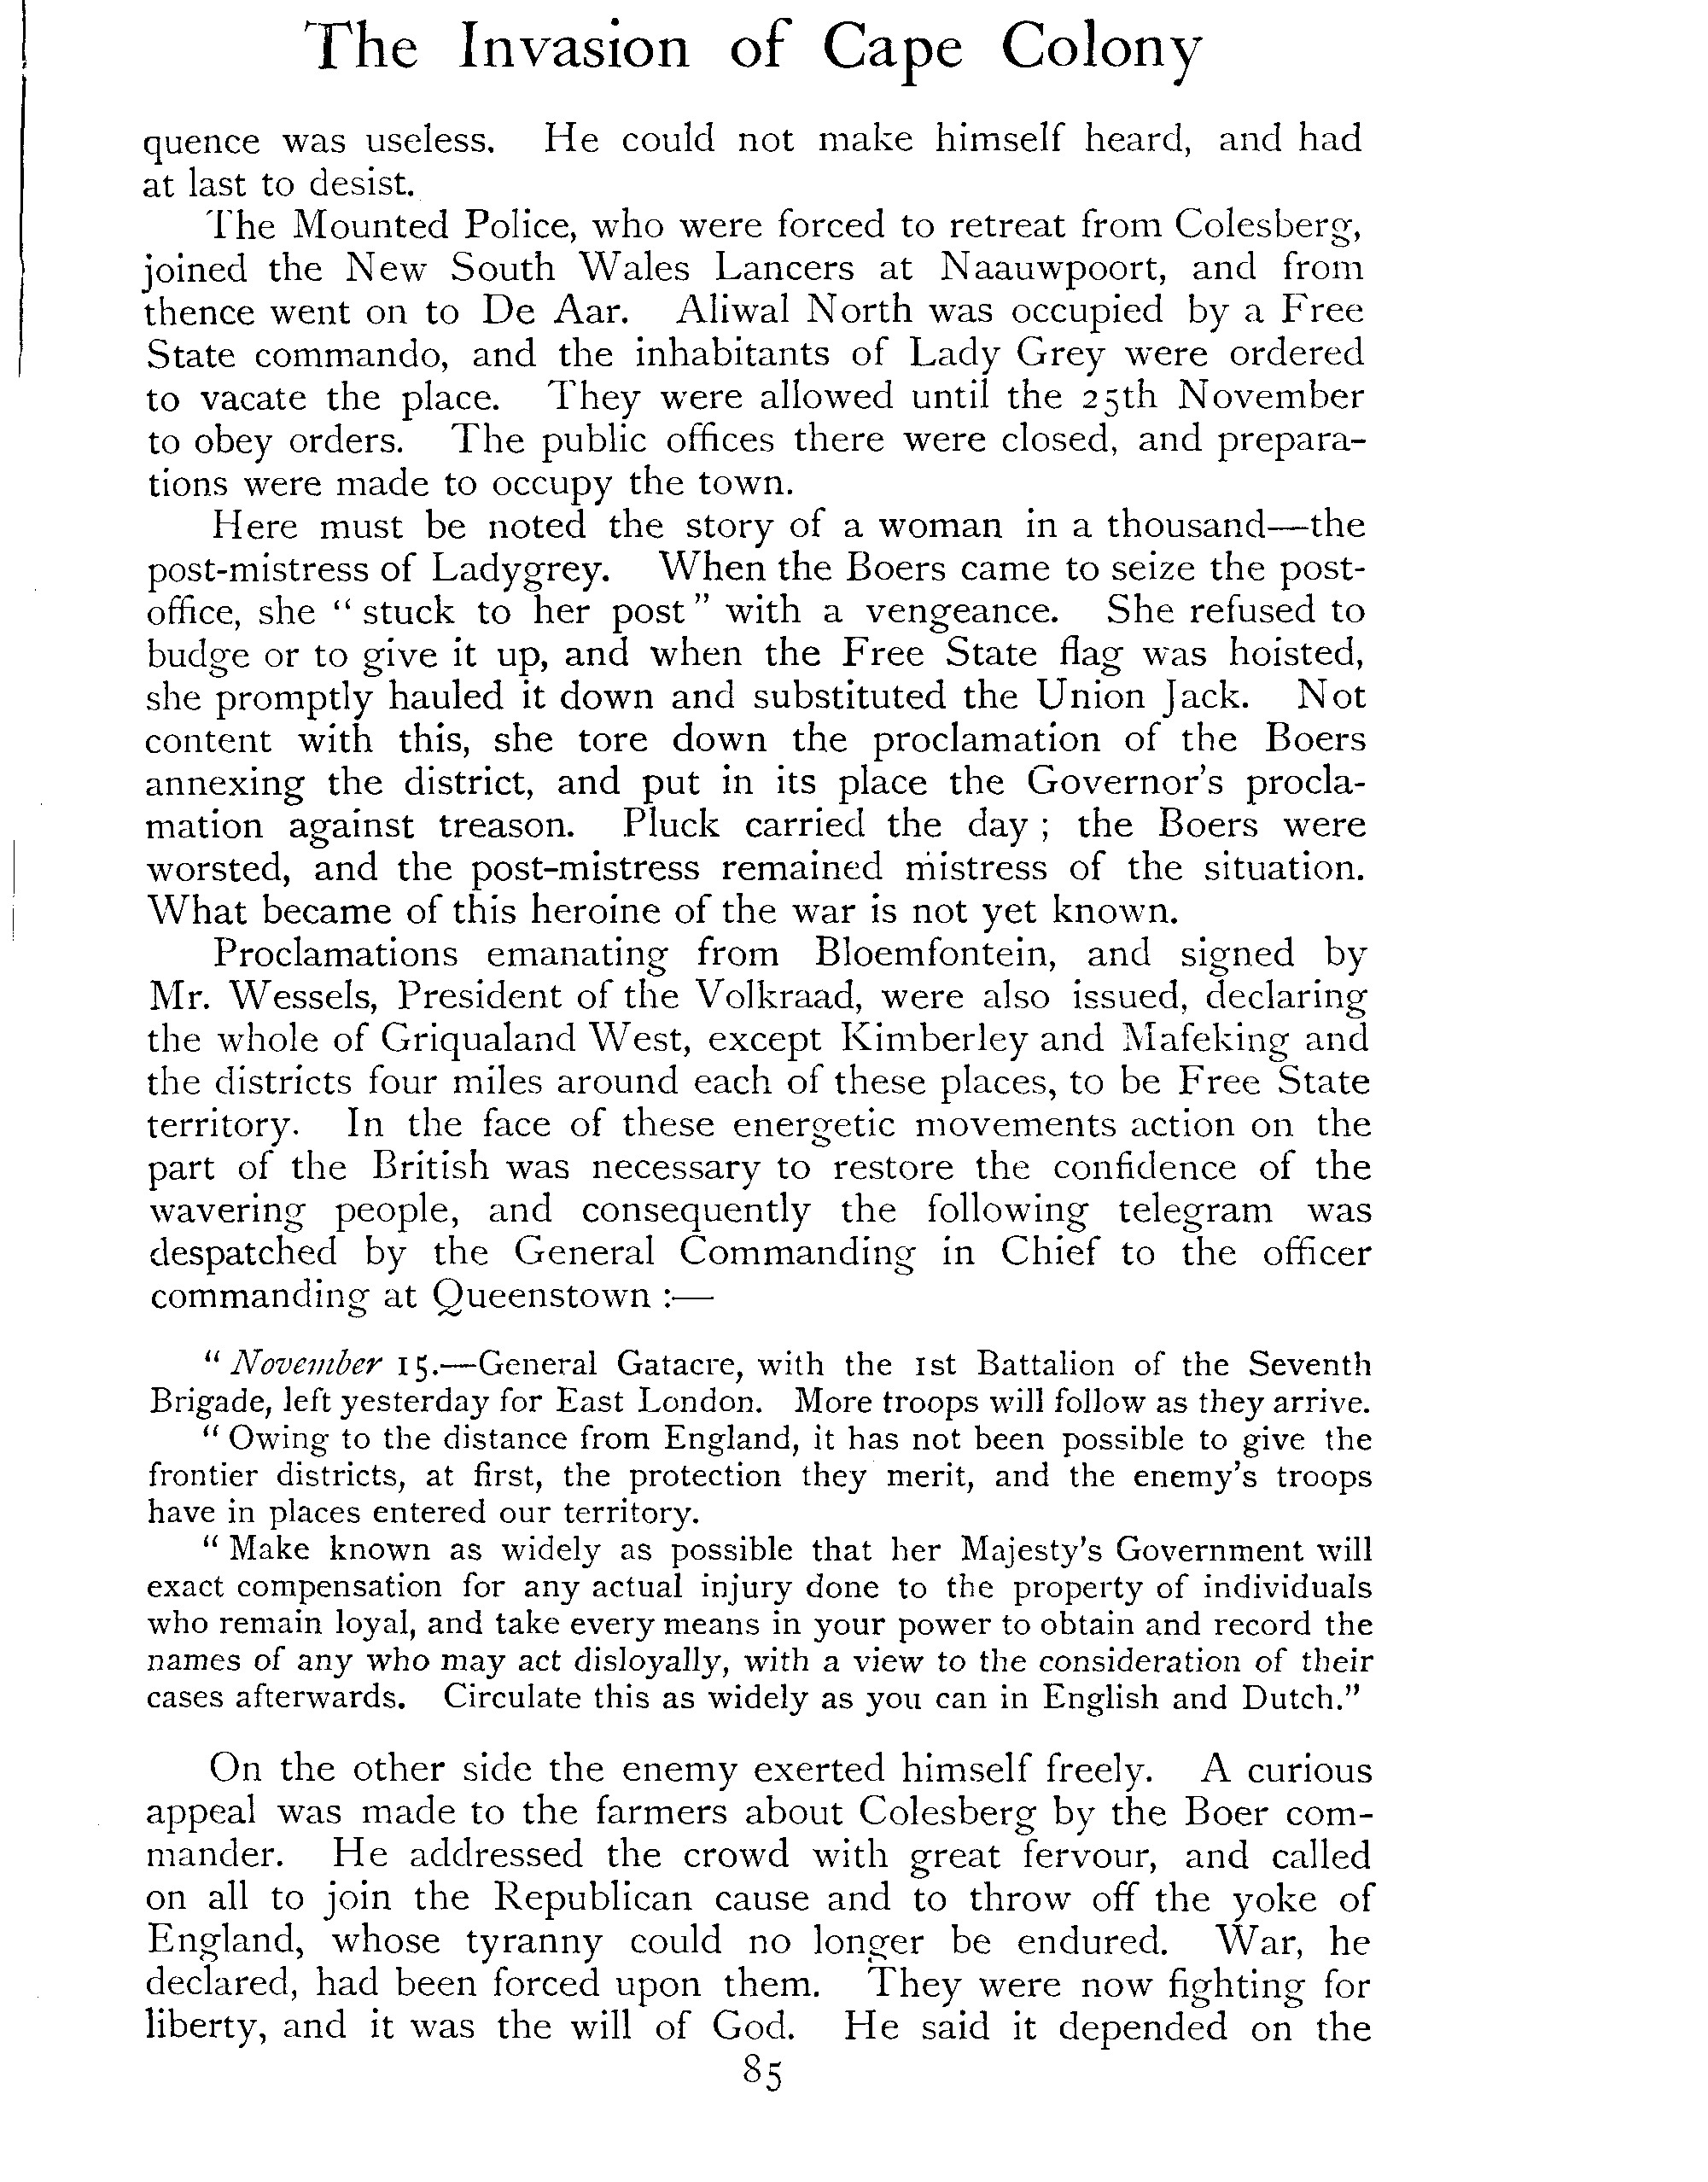 The Invasion of Cape Colony
quence was useless. He could not make himself heard, and had
at last to desist.
The Mounted Police, who were forced to retreat from Colesberg,
joined the New South Wales Lancers at Naauwpoort, and from
thence went on to De Aar. Aliwal North was occupied by a Free
State commando, and the inhabitants of Lady Grey were ordered
to vacate the place. They were allowed until the 25th November
to obey orders. The public offices there were closed, and prepara-
tions were made to occupy the town.
Here must be noted the story of a woman in a thousand—the
post-mistress of Ladygrey. When the Boers came to seize the post-
office, she “ stuck to her post ” with a vengeance. She refused to
budge or to give it up, and when the Free State flag was hoisted,
she promptly hauled it down and substituted the Union Jack. Not
content with this, she tore down the proclamation of the Boers
annexing the district, and put in its place the Governor's procla-
mation against treason. Pluck carried the day ; the Boers were
worsted, and the post-mistress remained mistress of the situation.
What became of this heroine of the war is not yet known.
Proclamations emanating from Bloemfontein, and signed by
Mr. Wessels, President of the Volkraad, were also issued, declaring
the whole of Griqualand West, except Kimberley and Mafeking and
the districts four miles around each of these places, to be Free State
territory. In the face of these energetic movements action on the
part of the British was necessary to restore the confidence of the
wavering people, and consequently the following telegram was
despatched by the General Commanding in Chief to the officer
commanding at Queenstown :—
“ November 15.—General Gatacre, with the 1st Battalion of the Seventh
Brigade, left yesterday for East London. More troops will follow as they arrive.
“ Owing to the distance from England, it has not been possible to give the
frontier districts, at first, the protection they merit, and the enemy's troops
have in places entered our territory.
“ Make known as widely as possible that her Majesty's Government will
exact compensation for any actual injury done to the property of individuals
who remain loyal, and take every means in your power to obtain and record the
names of any who may act disloyally, with a view to the consideration of their
cases afterwards. Circulate this as widely as you can in English and Dutch.”
On the other side the enemy exerted himself freely. A curious
appeal was made to the farmers about Colesberg by the Boer com-
mander. He addressed the crowd with great fervour, and called
on all to join the Republican cause and to throw off the yoke of
England, whose tyranny could no longer be endured. War, he
declared, had been forced upon them. They were now fighting for
liberty, and it was the will of God. He said it depended on the
85